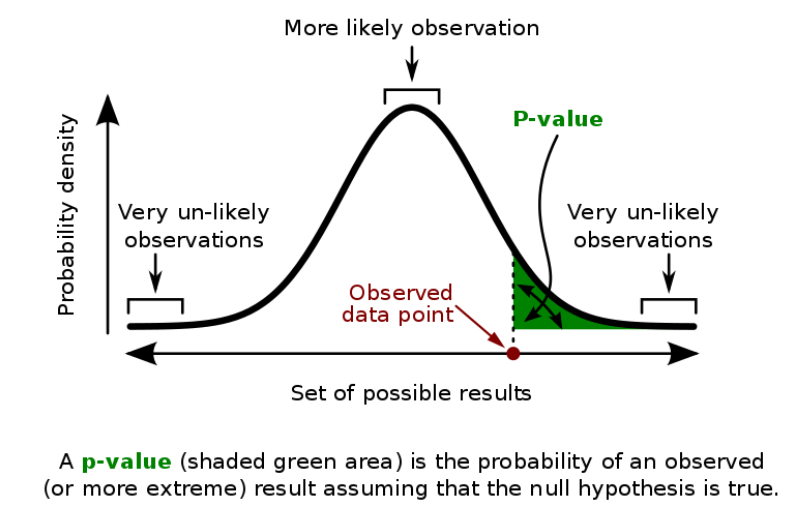 More likely observation
P-value
Probability density
Very un-likely
observations
Very un-likely
observations
Observed
data point
Set of possible results
A p-value (shaded green area) is the probability of an observed
(or more extreme) result assuming that the null hypothesis is true.